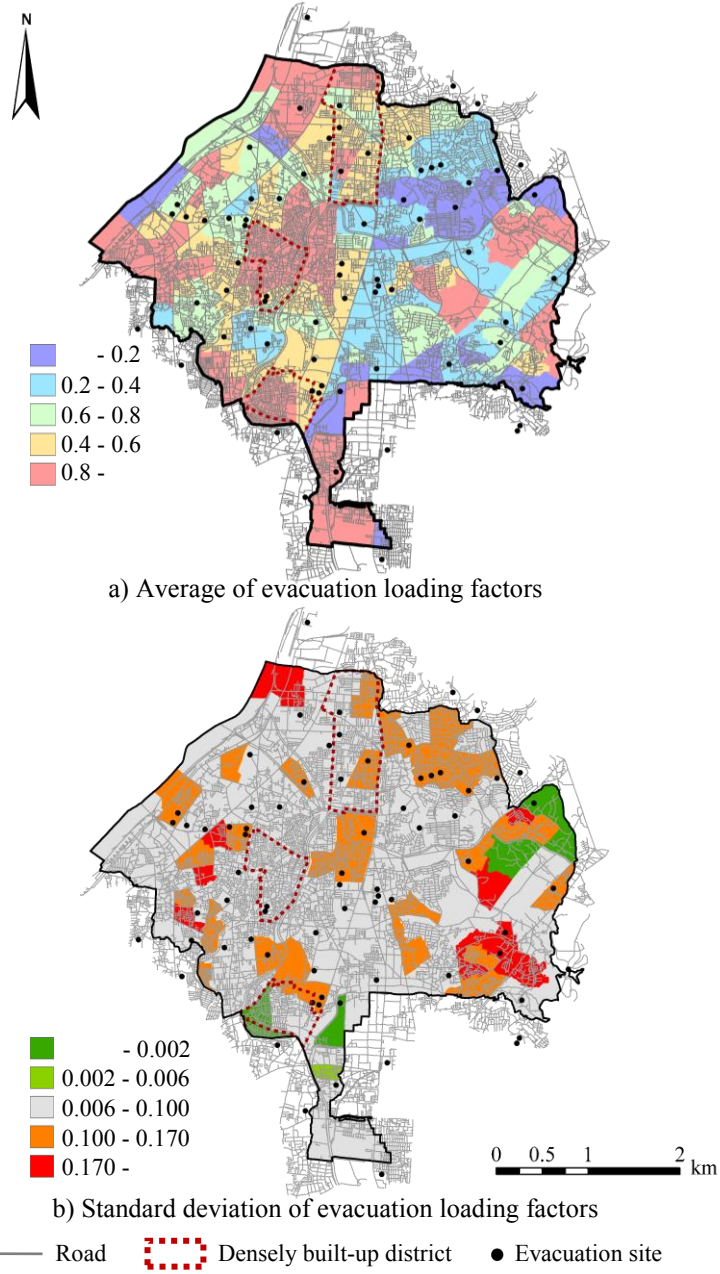 N
- 0.2
0.2 - 0.4
0.6 - 0.8
0.4 - 0.6
0.8 -
a) Average of evacuation loading factors
- 0.002
0.002 - 0.006
0.006 - 0.100
0.100 - 0.170
0.170 -
0 0.5 1 2
km
b) Standard deviation of evacuation loading factors
Road Densely built-up district Evacuation site